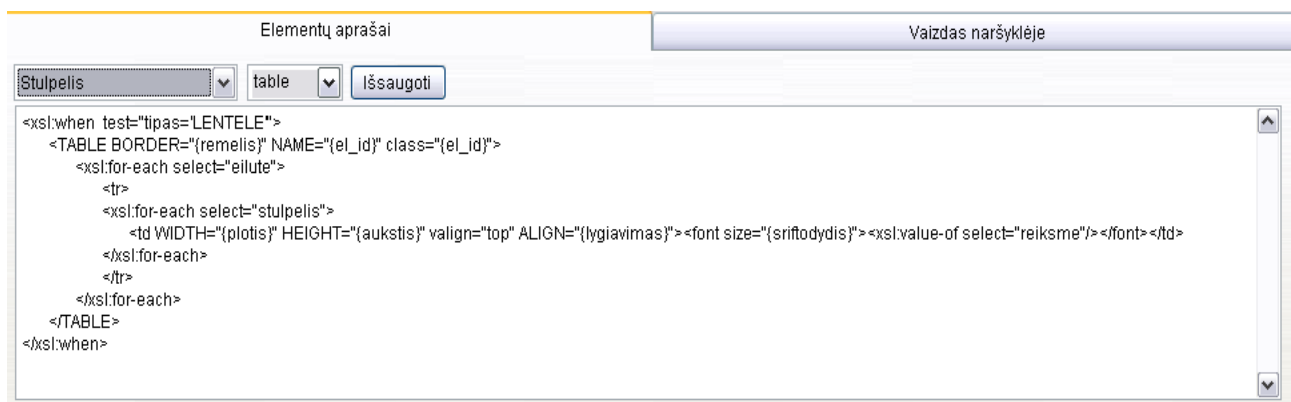 Elementų aprašai
Vaizdas naršyklėje
Stulpelis
table
Išsaugoti
<xsl:when test="tipas='LENTELE'">
<TABLE BORDER="{remelis}" NAME="{el_id}" class="{el_id}">
<xsl:for-each select="eilute">
<tr>
<xsl:for-each select="stulpelis">
<td WIDTH="{plotis}" HEIGHT="{aukstis}" valign="top" ALIGN="{lygiavimas}"><font size="{sriftodydis}"><xsl:value-of select="reiksme"/></font></td>
</xsl:for-each>
</tr>
</xsl:for-each>
</TABLE>
</xsl:when>